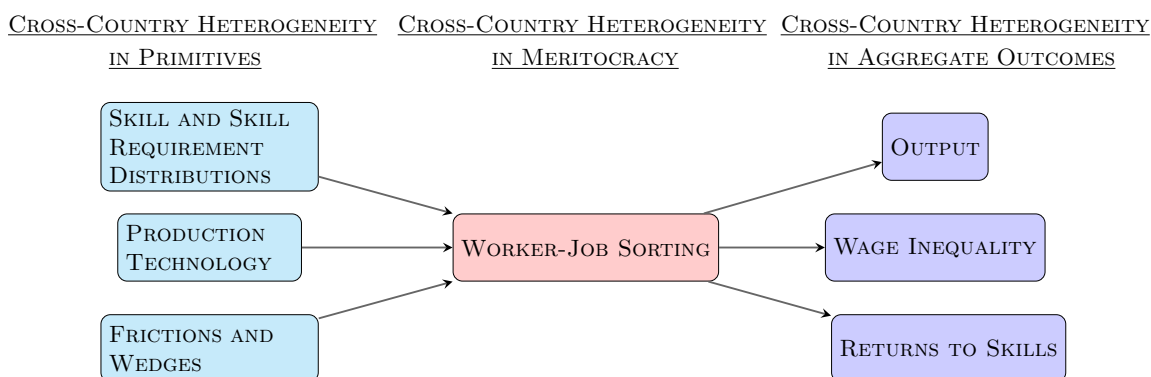 Cross-Country Heterogeneity
in Primitives
Cross-Country Heterogeneity
in Meritocracy
Cross-Country Heterogeneity
in Aggregate Outcomes
Skill and Skill
Requirement
Distributions
Production
Technology
Frictions and
Wedges
Worker-Job Sorting
Output
Wage Inequality
Returns to Skills